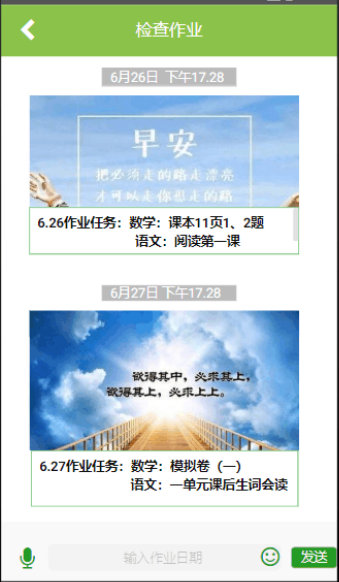 检查作业
6月26日 下午17.28
早安
把必须走的路走漂亮
才可以走你想走的路
6.26作业任务：数学：课本11页1、2题
语文：阅读第一课
6月27日 下午17.28
欲得其中，必求其上，
欲得其上，必求上上。
6.27作业任务：数学：模拟卷（一）
语文：一单元课后生词会读
输入作业日期
发送